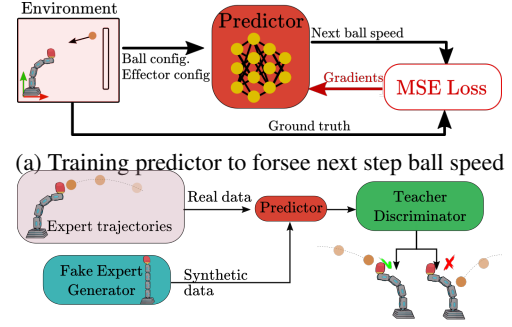 Environment
Predictor
Next ball speed
Ball config.
Effector config
Gradients
MSE Loss
Ground truth
(a) Training predictor to forsee next step ball speed
Real data
Expert trajectories
Predictor
Teacher
Discriminator
Fake Expert
Generator
Synthetic
data